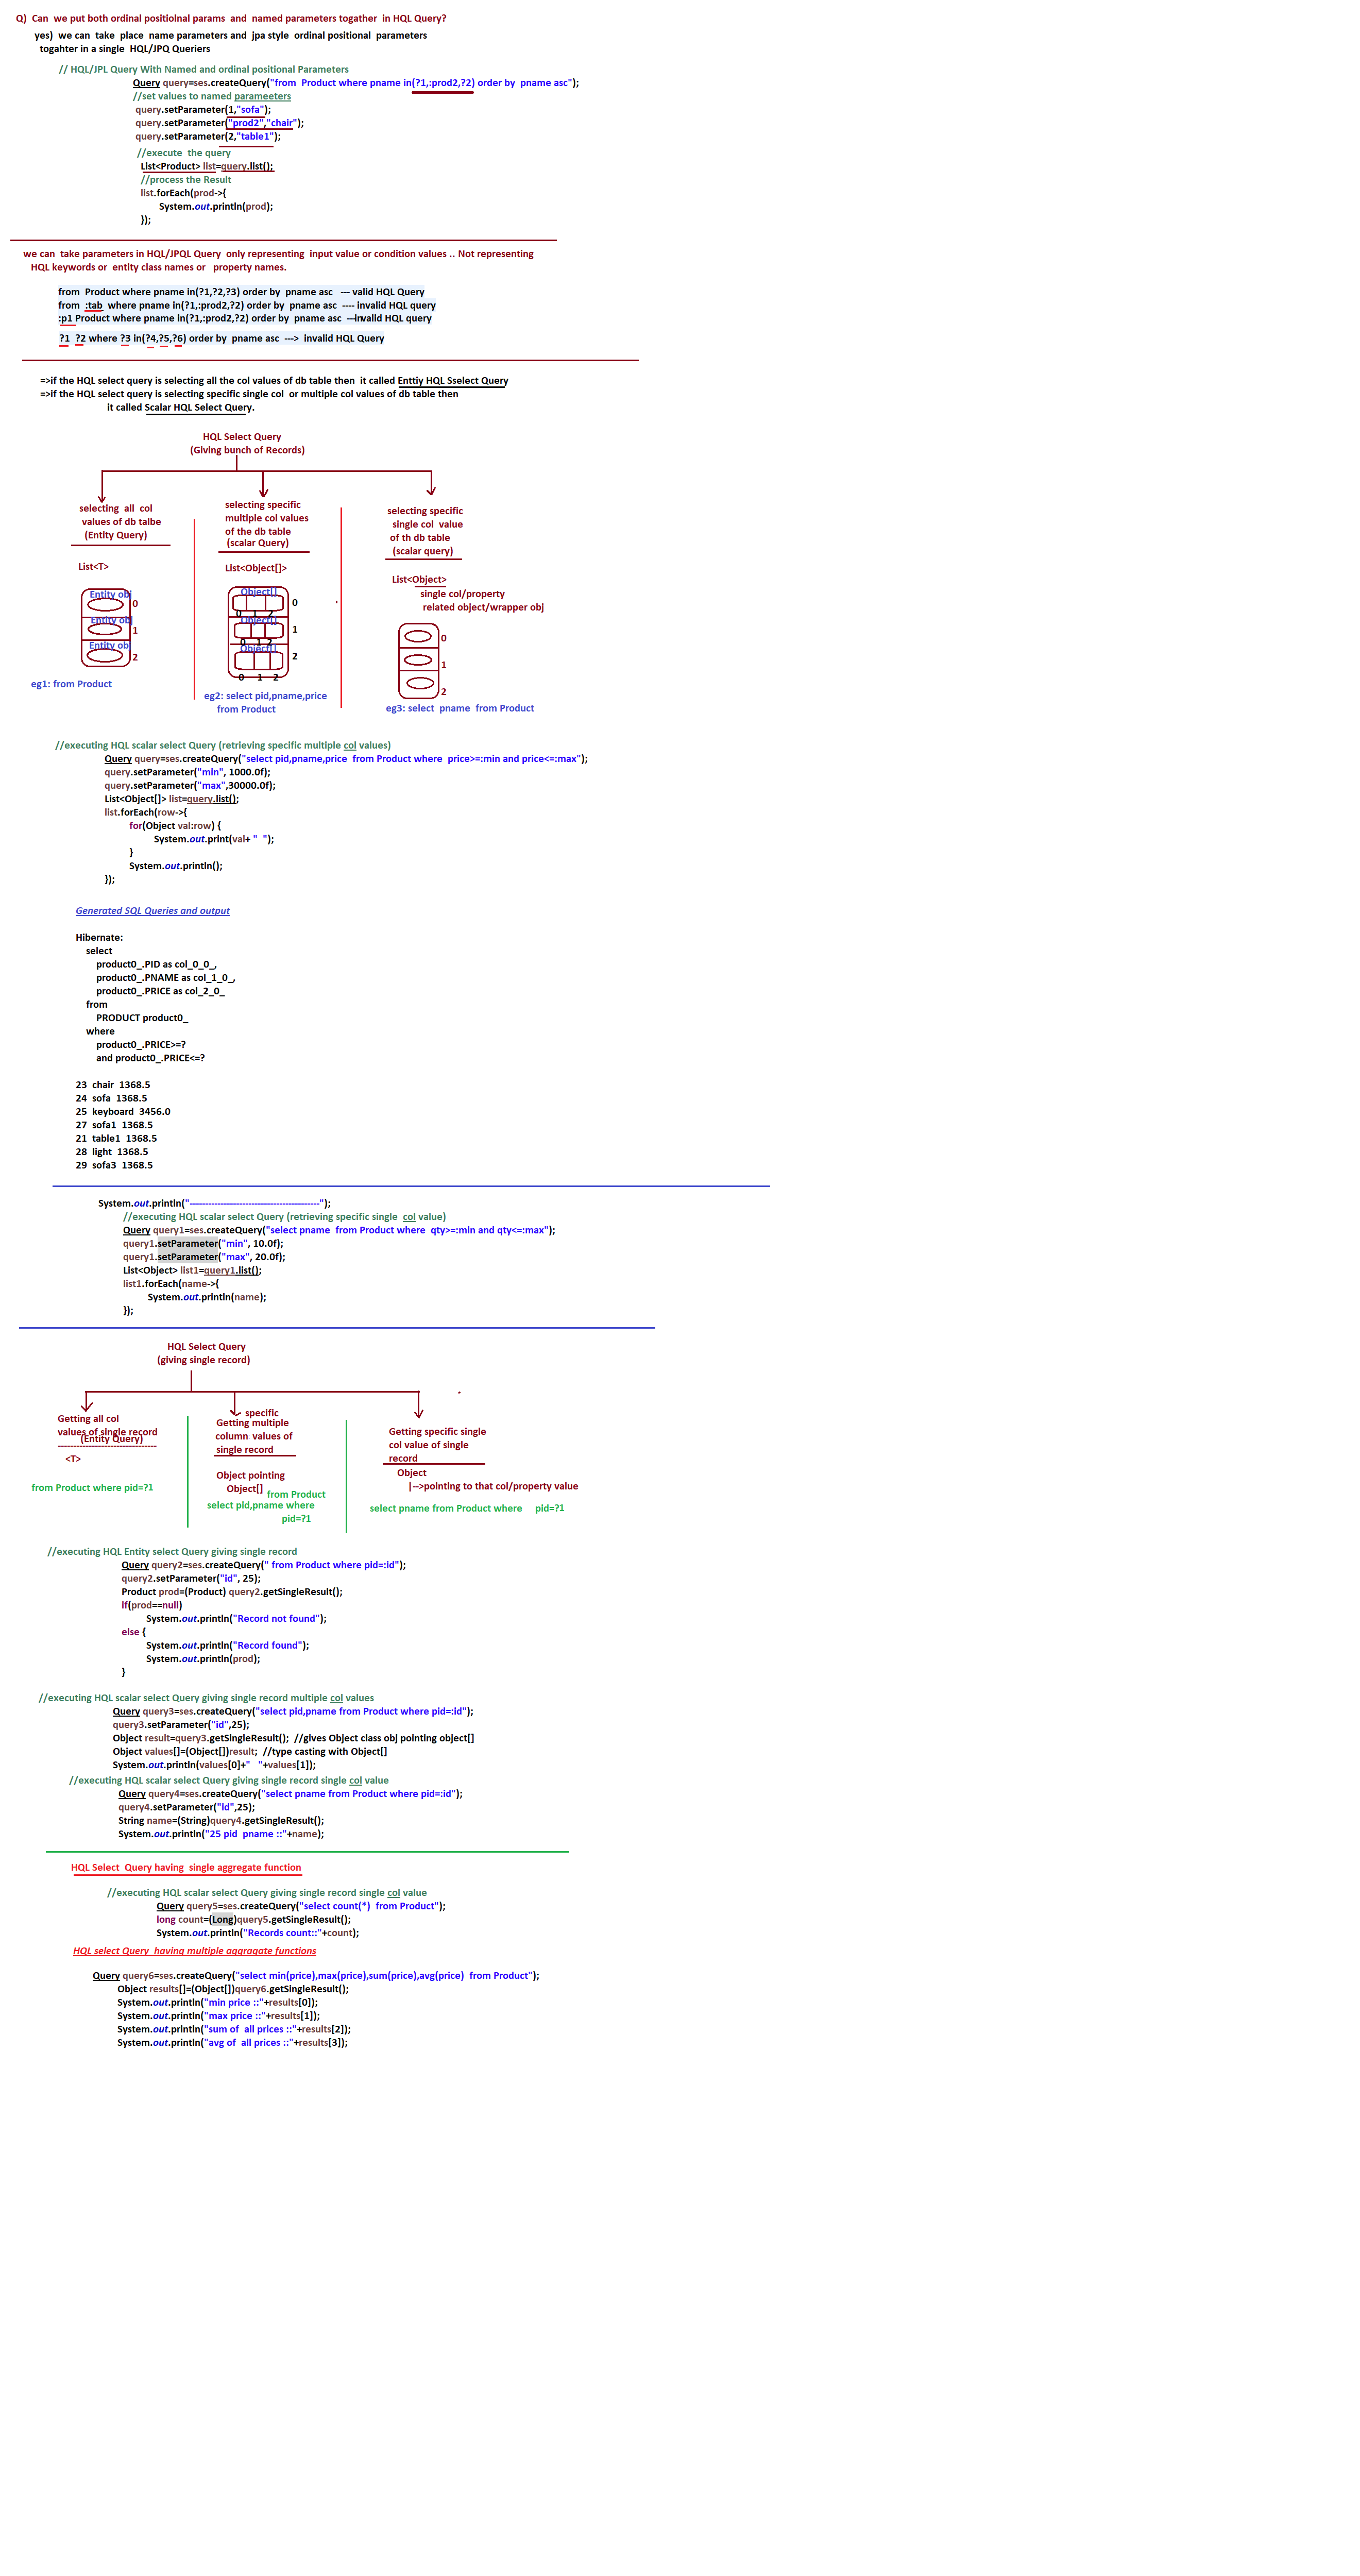 Q)  Can  we put both ordinal positiolnal params  and  named parameters togather  in HQL Query?
yes)  we can  take  place  name parameters and  jpa style  ordinal positional  parameters
togahter in a single  HQL/JPQ Queriers
// HQL/JPL Query With Named and ordinal positional Parameters
Query query=ses.createQuery("from  Product where pname in(?1,:prod2,?2) order by  pname asc");
//set values to named parameeters
query.setParameter(1,"sofa");
query.setParameter("prod2","chair");
query.setParameter(2,"table1");
//execute  the query
List<Product> list=query.list();
//process the Result
list.forEach(prod->{
System.out.println(prod);
});
we can  take parameters in HQL/JPQL Query  only representing  input value or condition values .. Not representing
HQL keywords or  entity class names or   property names.
from  Product where pname in(?1,?2,?3) order by  pname asc   --- valid HQL Query
from  :tab  where pname in(?1,:prod2,?2) order by  pname asc  ---- invalid HQL query
:p1 Product where pname in(?1,:prod2,?2) order by  pname asc  ---invalid HQL query
?1  ?2 where ?3 in(?4,?5,?6) order by  pname asc  ---> invalid HQL Query
=>if the HQL select query is selecting all the col values of db table then  it called Enttiy HQL Sselect Query
=>if the HQL select query is selecting specific single col  or multiple col values of db table then
it called Scalar HQL Select Query.
HQL Select Query
(Giving bunch of Records)
selecting  all  col
values of db talbe
(Entity Query)
List<T>
Entity obj
0
Entity obj
1
Entity obj
2
eg1: from Product
selecting specific
multiple col values
of the db table
(scalar Query)
List<Object[]>
Object[]
0
0 1 2
Object[]
1
0 1 2
Object[]
2
0 1 2
eg2: select pid,pname,price
from Product
selecting specific
single col  value
of th db table
(scalar query)
List<Object>
single col/property
related object/wrapper obj
0
1
2
eg3: select  pname  from Product
//executing HQL scalar select Query (retrieving specific multiple col values)
Query query=ses.createQuery("select pid,pname,price  from Product where  price>=:min and price<=:max");
query.setParameter("min", 1000.0f);
query.setParameter("max",30000.0f);
List<Object[]> list=query.list();
list.forEach(row->{
for(Object val:row) {
System.out.print(val+ "  ");
}
System.out.println();
});
Generated SQL Queries and output
Hibernate:
select
product0_.PID as col_0_0_,
product0_.PNAME as col_1_0_,
product0_.PRICE as col_2_0_
from
PRODUCT product0_
where
product0_.PRICE>=?
and product0_.PRICE<=?
23  chair  1368.5
24  sofa  1368.5
25  keyboard  3456.0
27  sofa1  1368.5
21  table1  1368.5
28  light  1368.5
29  sofa3  1368.5
System.out.println("------------------------------------------");
//executing HQL scalar select Query (retrieving specific single  col value)
Query query1=ses.createQuery("select pname  from Product where  qty>=:min and qty<=:max");
query1.setParameter("min", 10.0f);
query1.setParameter("max", 20.0f);
List<Object> list1=query1.list();
list1.forEach(name->{
System.out.println(name);
});
HQL Select Query
(giving single record)
Getting all col
values of single record
(Entity Query)
--------------------------------
<T>
from Product where pid=?1
specific
Getting multiple
column  values of
single record
Object pointing
Object[]
from Product
select pid,pname where
pid=?1
Getting specific single
col value of single
record
Object
|-->pointing to that col/property value
select pname from Product where     pid=?1
//executing HQL Entity select Query giving single record
Query query2=ses.createQuery(" from Product where pid=:id");
query2.setParameter("id", 25);
Product prod=(Product) query2.getSingleResult();
if(prod==null)
System.out.println("Record not found");
else {
System.out.println("Record found");
System.out.println(prod);
}
//executing HQL scalar select Query giving single record multiple col values
Query query3=ses.createQuery("select pid,pname from Product where pid=:id");
query3.setParameter("id",25);
Object result=query3.getSingleResult();  //gives Object class obj pointing object[]
Object values[]=(Object[])result;  //type casting with Object[]
System.out.println(values[0]+"   "+values[1]);
//executing HQL scalar select Query giving single record single col value
Query query4=ses.createQuery("select pname from Product where pid=:id");
query4.setParameter("id",25);
String name=(String)query4.getSingleResult();
System.out.println("25 pid  pname ::"+name);
HQL Select  Query having  single aggregate function
//executing HQL scalar select Query giving single record single col value
Query query5=ses.createQuery("select count(*)  from Product");
long count=(Long)query5.getSingleResult();
System.out.println("Records count::"+count);
HQL select Query  having multiple aggragate functions
Query query6=ses.createQuery("select min(price),max(price),sum(price),avg(price)  from Product");
Object results[]=(Object[])query6.getSingleResult();
System.out.println("min price ::"+results[0]);
System.out.println("max price ::"+results[1]);
System.out.println("sum of  all prices ::"+results[2]);
System.out.println("avg of  all prices ::"+results[3]);